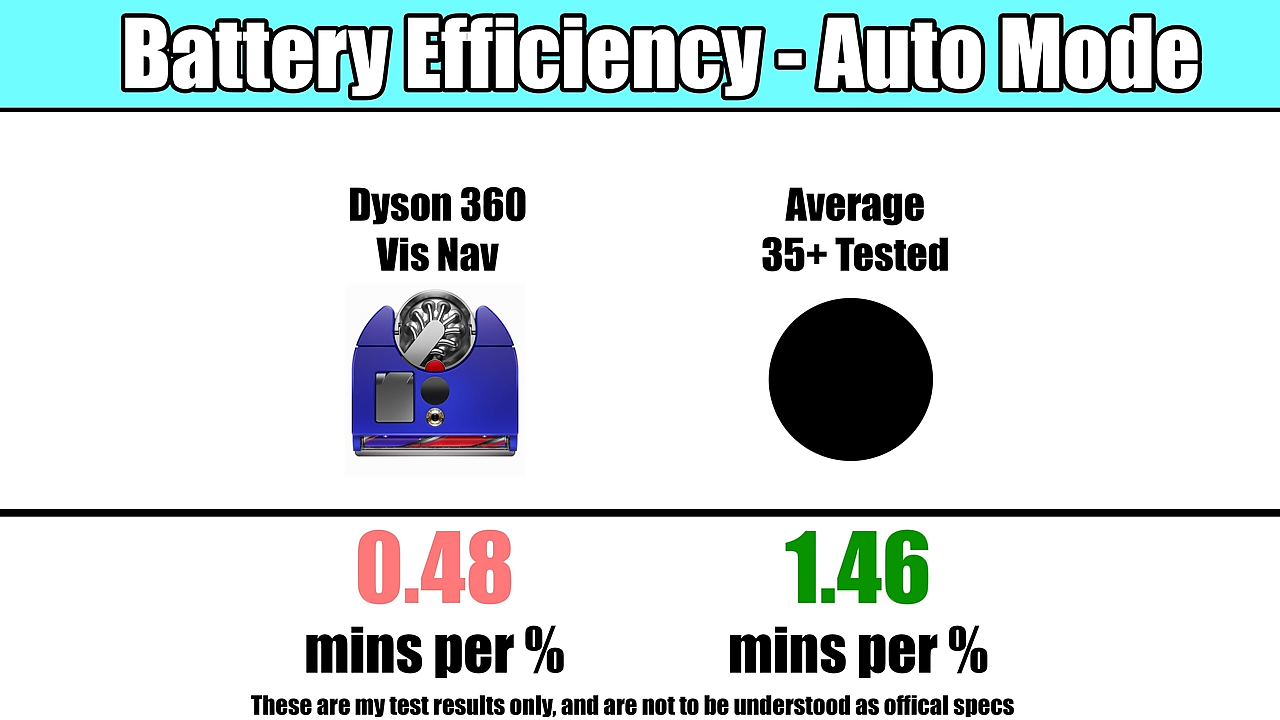 Battery Efficiency - Auto Mode
Dyson 360
Vis Nav
Average
35+ Tested
0.48
mins per %
1.46
mins per %
These are my test results only, and are not to be understood as offical specs